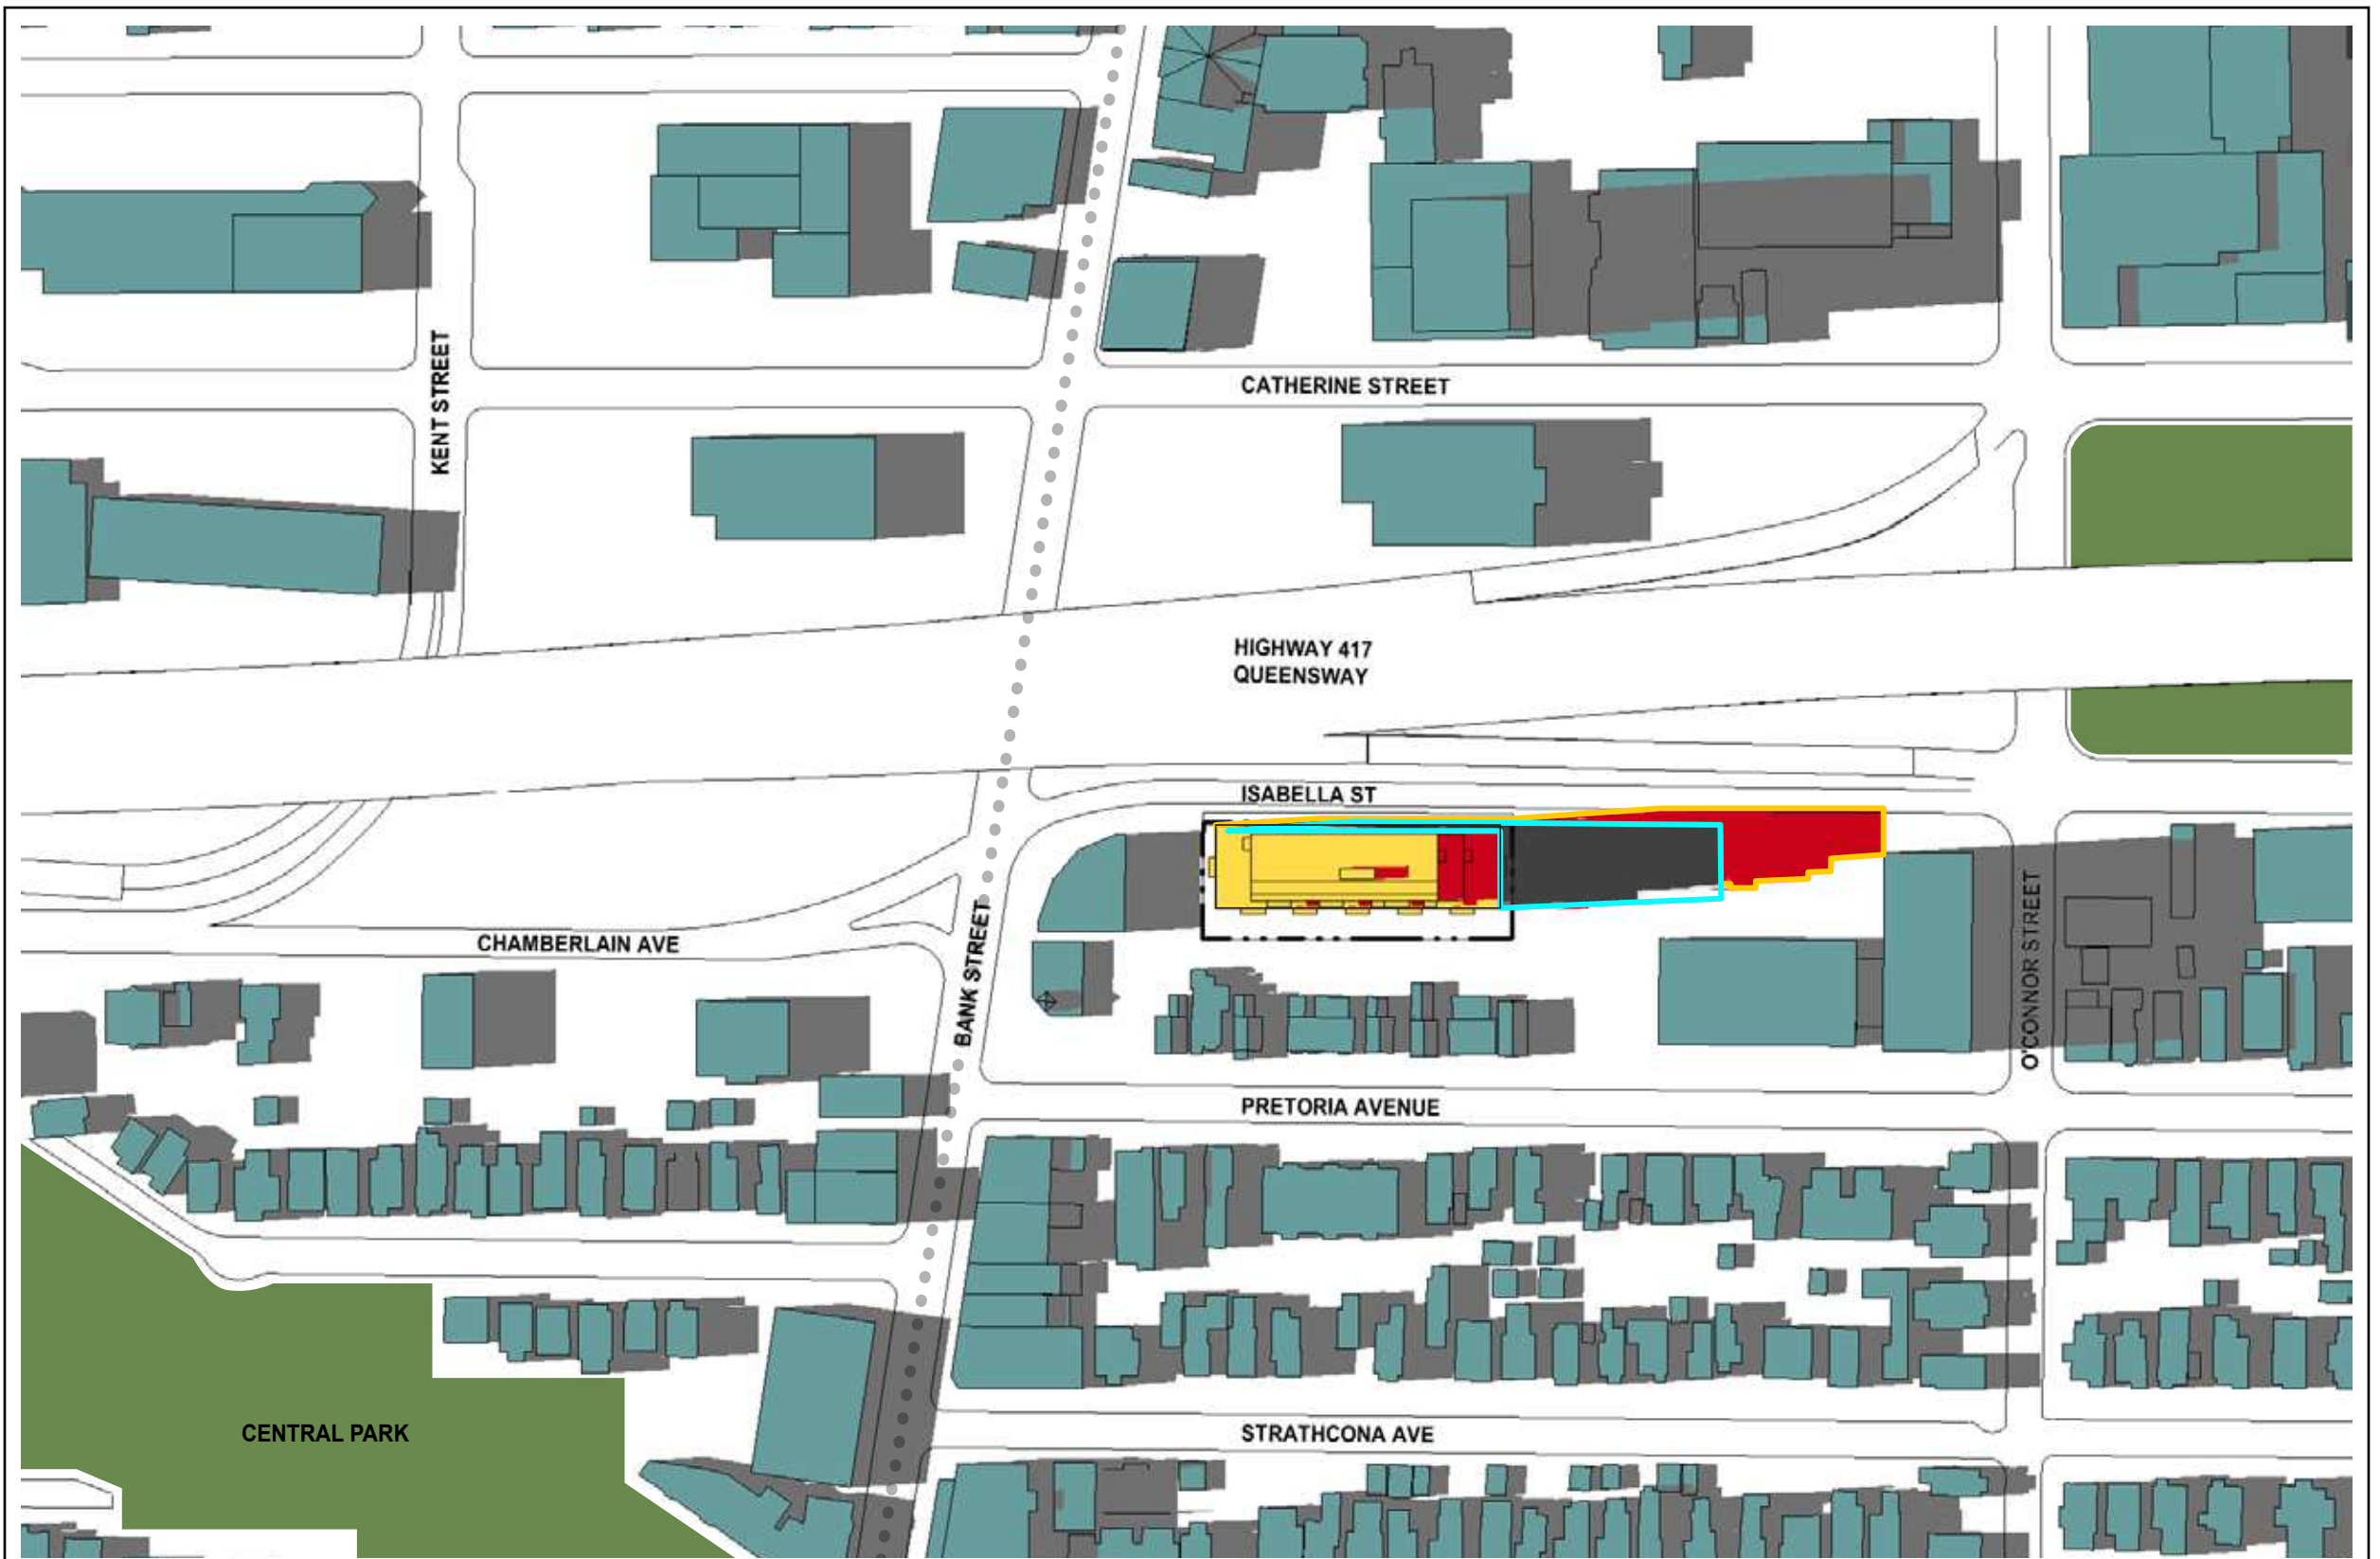 KENT STREET
CATHERINE STREET
HIGHWAY 417
QUEENSWAY
ISABELLA ST
CHAMBERLAIN AVE
BANK STREET
O'CONNOR STREET
PRETORIA AVENUE
CENTRAL PARK
STRATHCONA AVE